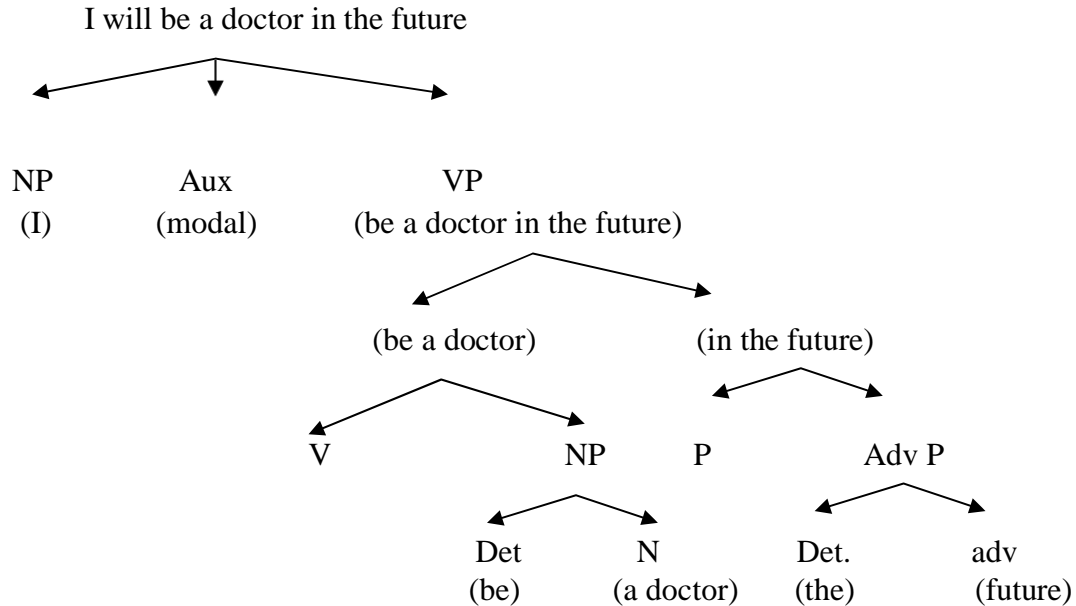 I will be a doctor in the future
NP Aux VP
(I) (modal) (be a doctor in the future)
(be a doctor) (in the future)
V NP P Adv P
Det N Det. adv
(be) (a doctor) (the) (future)